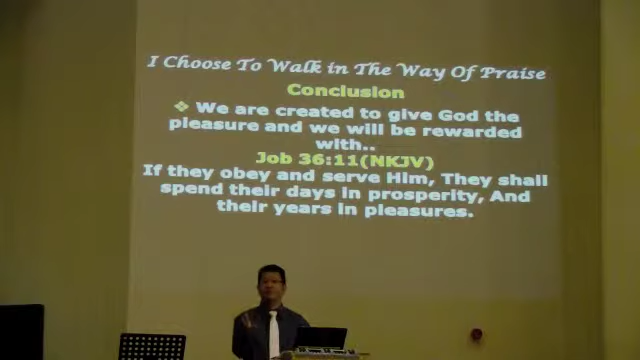 I Choose To Walk in The Way Of Praise
Conclusion
❖ We are created to give God the
pleasure and we will be rewarded
with..
Job 36:11(NKJV)
If they obey and serve Him, They shall
spend their days in prosperity, And
their years in pleasures.